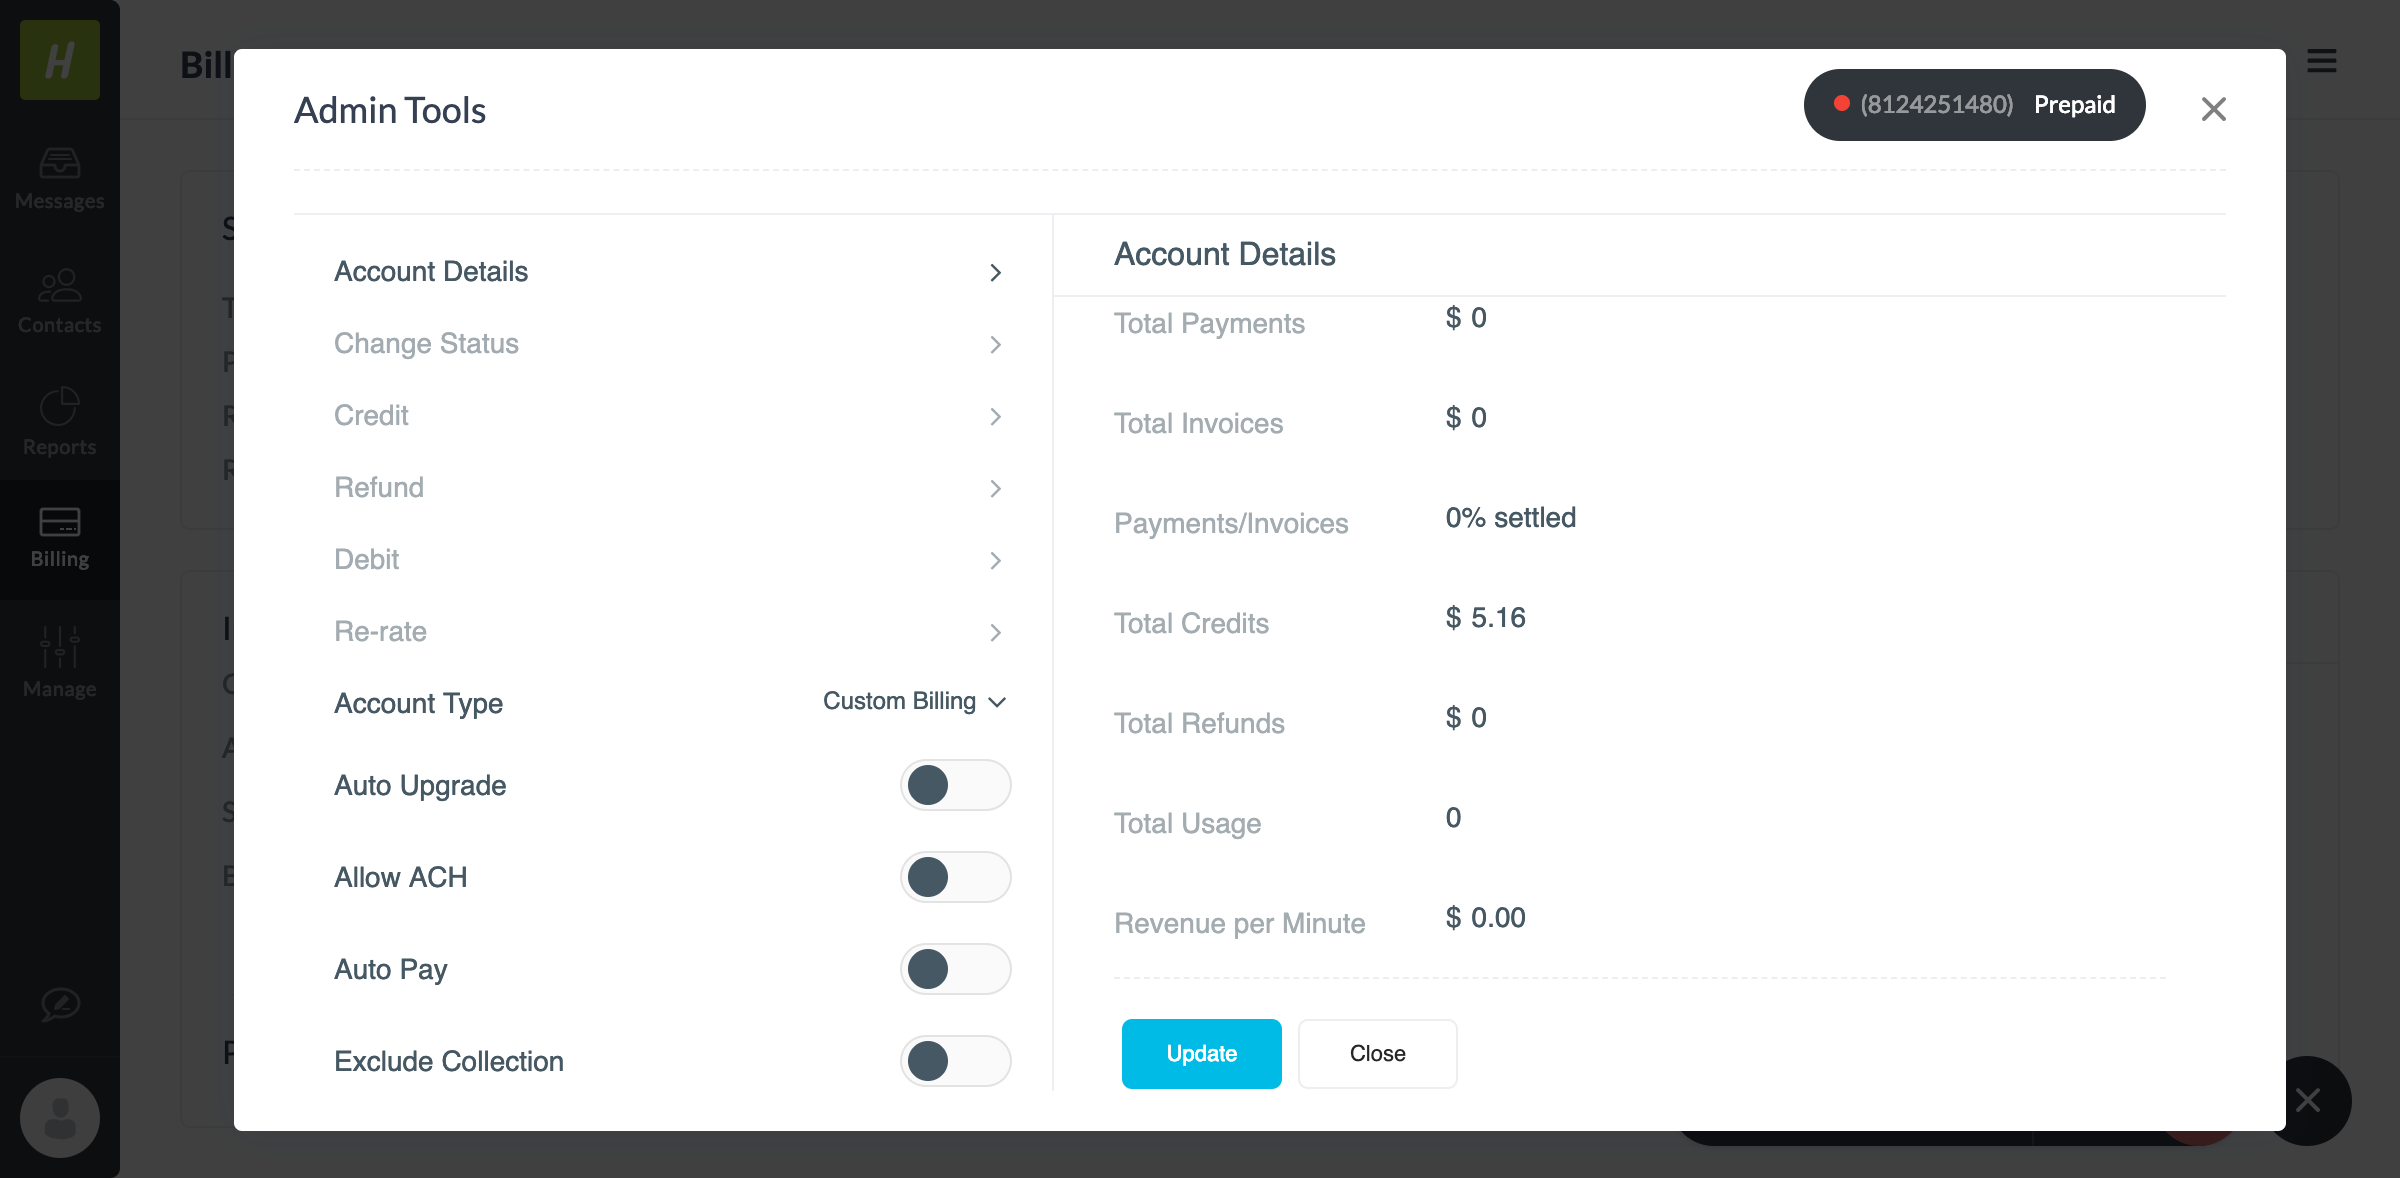 H
Messages
Contacts
Reports
Billing
Manage
Bill
Admin Tools
(8124251480) Prepaid
Account Details
Change Status
Credit
Refund
Debit
Re-rate
Account Type
Custom Billing
Auto Upgrade
Allow ACH
Auto Pay
Exclude Collection
Account Details
Total Payments
$ 0
Total Invoices
$ 0
Payments/Invoices
0% settled
Total Credits
$ 5.16
Total Refunds
$ 0
Total Usage
0
Revenue per Minute
$ 0.00
Update
Close